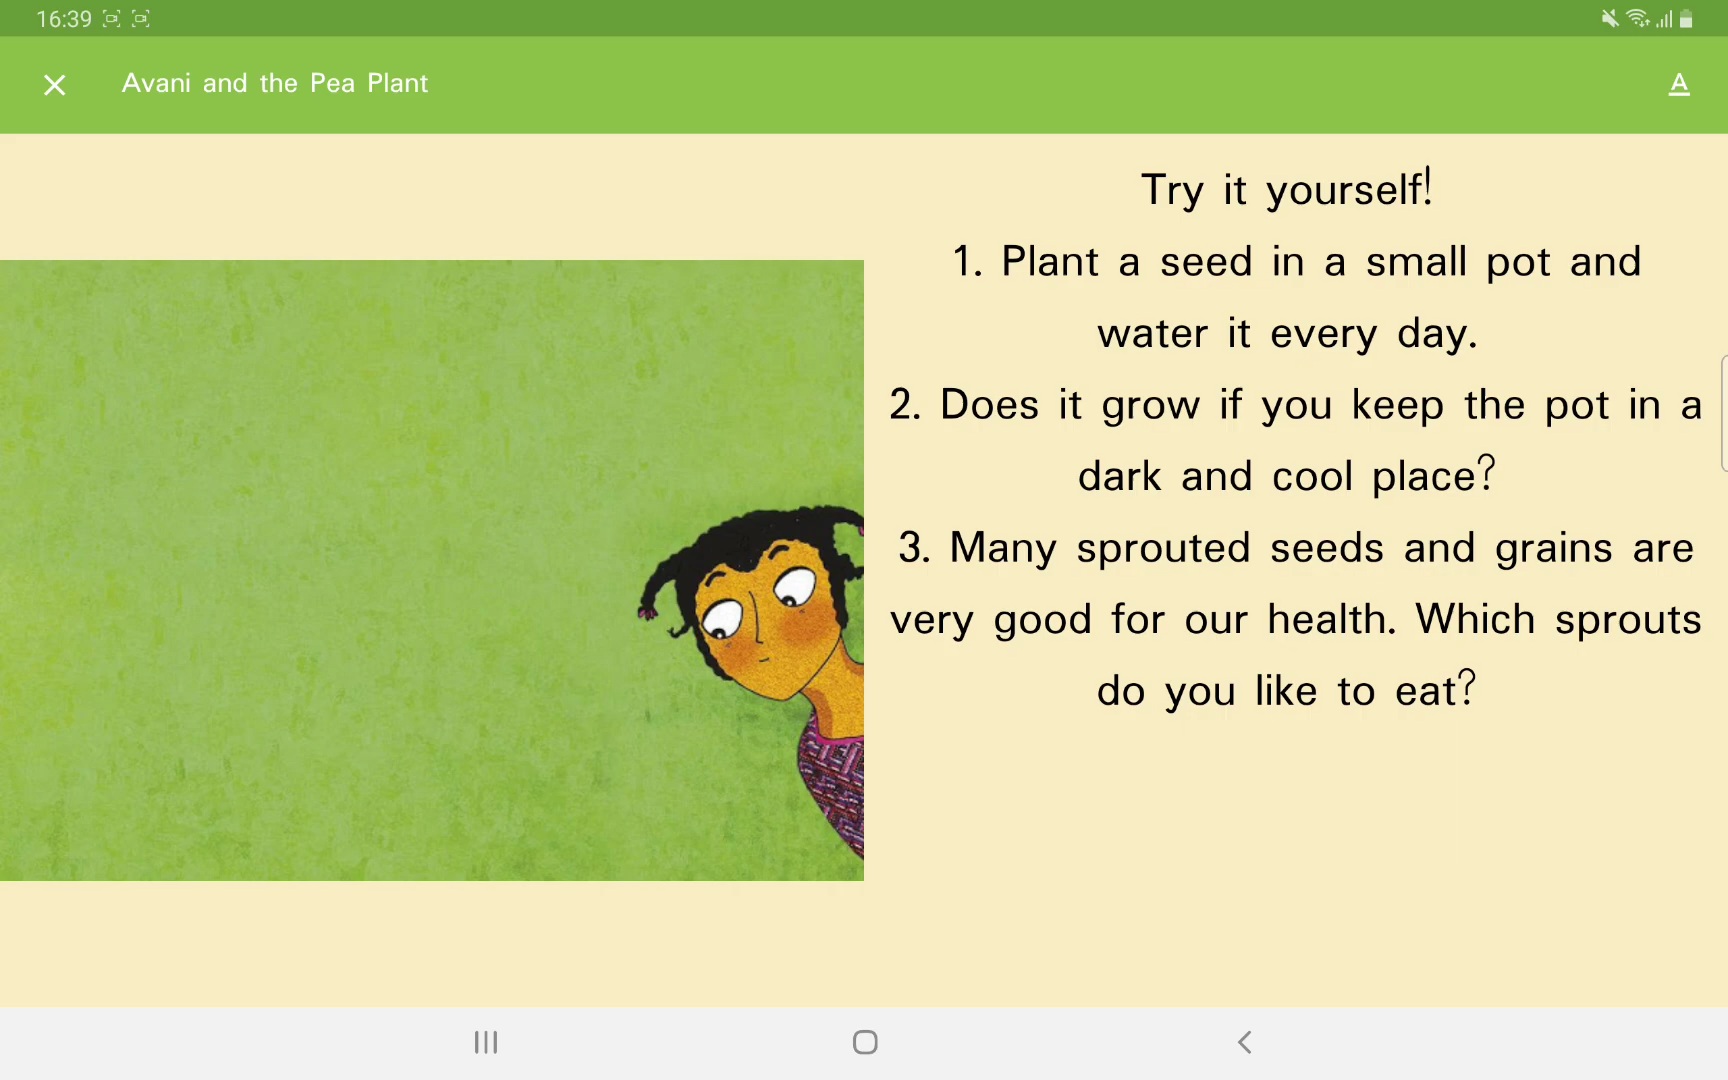 16:39
Avani and the Pea Plant
A
Try it yourself!
1. Plant a seed in a small pot and
water it every day.
2. Does it grow if you keep the pot in a
dark and cool place?
3. Many sprouted seeds and grains are
very good for our health. Which sprouts
do you like to eat?